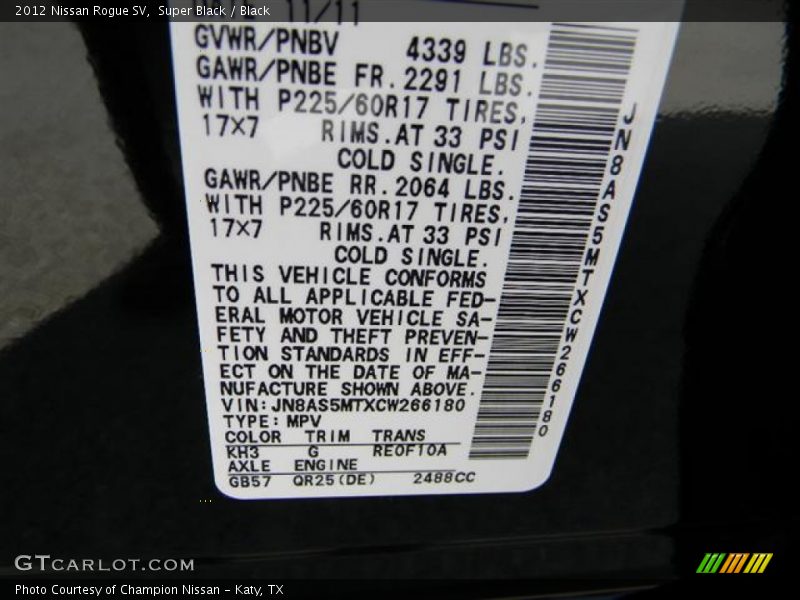 2012 Nissan Rogue SV, Super Black / Black
11/11
GVWR/PNBV 4339 LBS.
GAWR/PNBE FR. 2291 LBS.
WITH P225/60R17 TIRES,
17×7 RIMS.AT 33 PSI
COLD SINGLE.
GAWR/PNBE RR. 2064 LBS.
WITH P225/60R17 TIRES,
17×7 RIMS.AT 33 PSI
COLD SINGLE.
THIS VEHICLE CONFORMS
TO ALL APPLICABLE FED-
ERAL MOTOR VEHICLE SA-
FETY AND THEFT PREVEN-
TION STANDARDS IN EFF-
ECT ON THE DATE OF MA-
NUFACTURE SHOWN ABOVE.
VIN:JN8AS5MTXCW266180
TYPE:MPV
COLOR TRIM TRANS
KH3 G RE0F10A
AXLE ENGINE
GB57 QR25(DE) 2488CC
JN8AS5MTXCW266180
GTCARLOT.COM
Photo Courtesy of Champion Nissan - Katy, TX